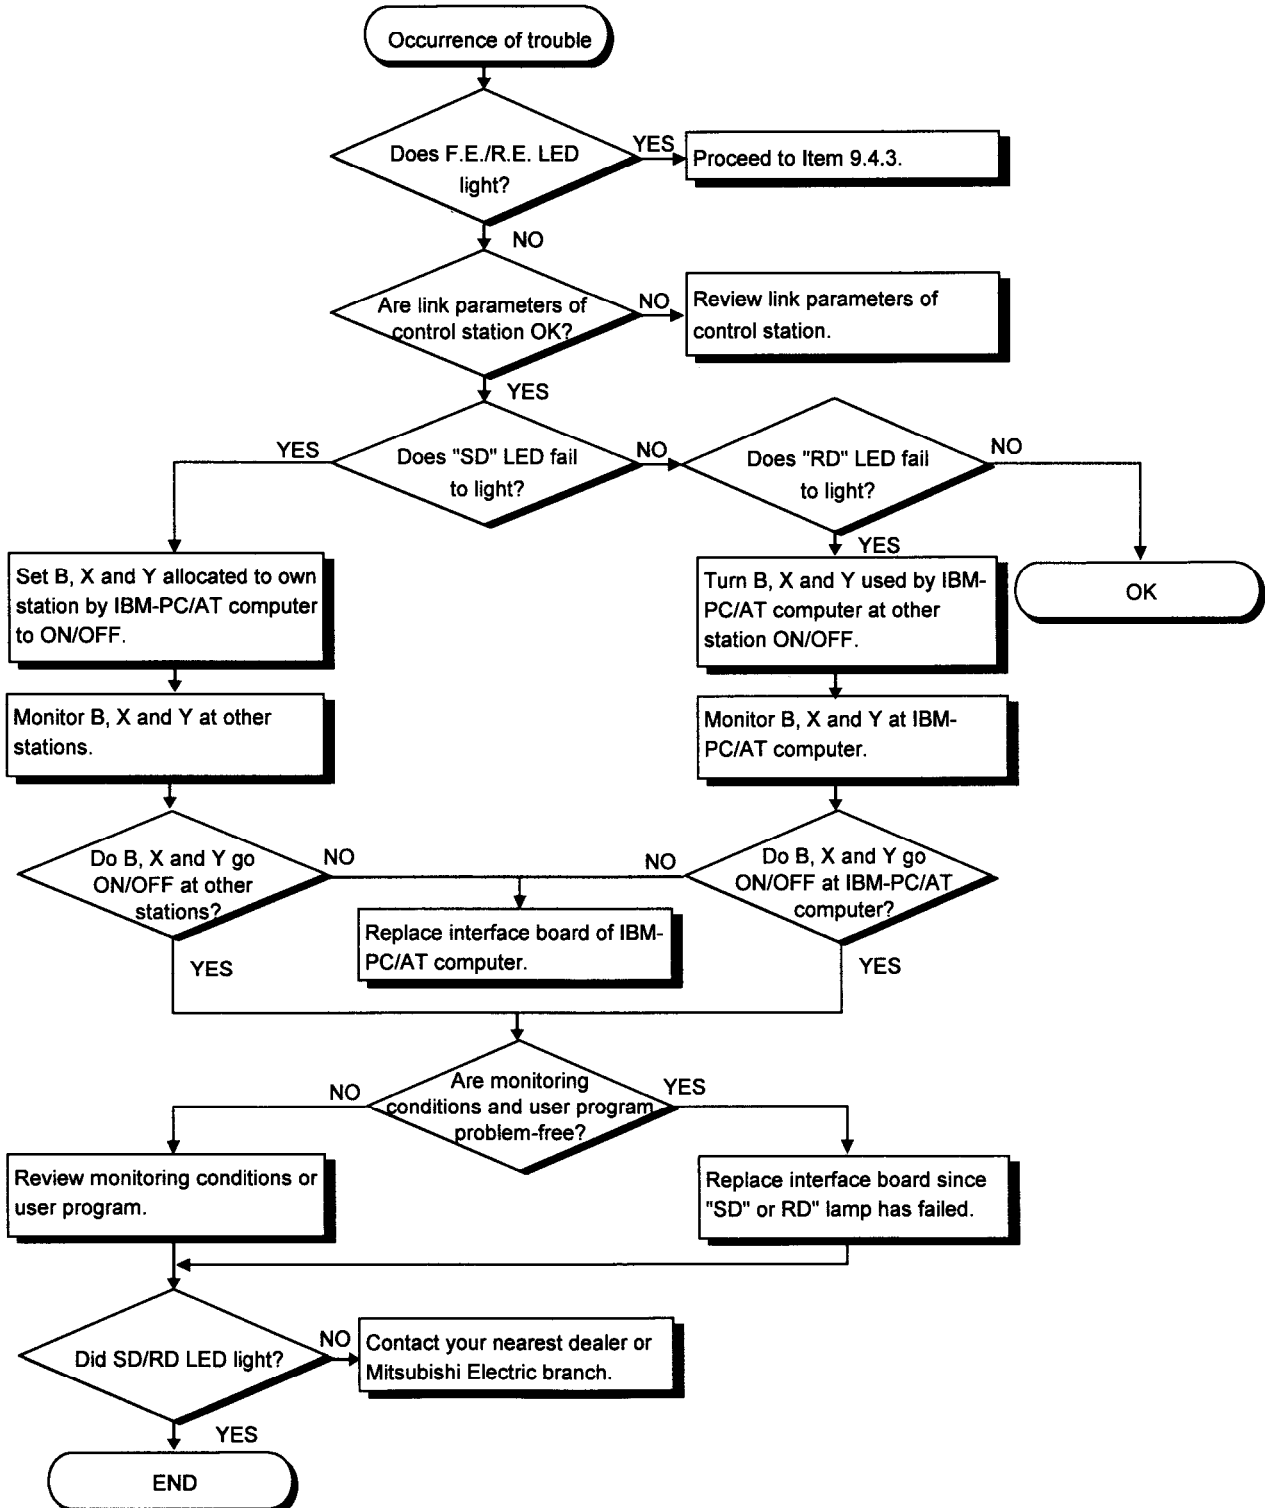 Occurrence of trouble
Does F.E./R.E. LED
light?
YES
Proceed to Item 9.4.3.
NO
Are link parameters of
control station OK?
NO
Review link parameters of
control station.
YES
YES
Does "SD" LED fail
to light?
NO
Does "RD" LED fail
to light?
NO
YES
Set B, X and Y allocated to own
station by IBM-PC/AT computer
to ON/OFF.
Turn B, X and Y used by IBM-
PC/AT computer at other
station ON/OFF.
OK
Monitor B, X and Y at other
stations.
Monitor B, X and Y at IBM-
PC/AT computer.
Do B, X and Y go
ON/OFF at other
stations?
NO
NO
Do B, X and Y go
ON/OFF at IBM-PC/AT
computer?
Replace interface board of IBM-
PC/AT computer.
YES
YES
NO
Are monitoring
conditions and user program
problem-free?
YES
Review monitoring conditions or
user program.
Replace interface board since
"SD" or RD" lamp has failed.
Did SD/RD LED light?
NO
Contact your nearest dealer or
Mitsubishi Electric branch.
YES
END